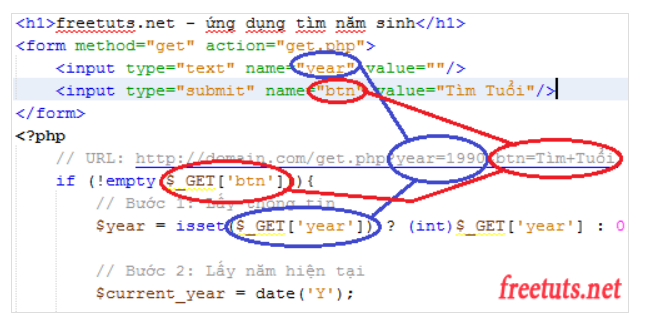 <h1>freetuts.net - ứng dụng tìm năm sinh</h1>
<form method="get" action="get.php">
<input type="text" name="year" value=""/>
<input type="submit" name="btn" value="Tìm Tuổi"/>
</form>
<?php
// URL: http://domain.com/get.php?year=1990&btn=Tìm+Tuổi
if (!empty($_GET['btn'])){
// Bước 1: Lấy thông tin
$year = isset($_GET['year']) ? (int)$_GET['year'] : 0
// Bước 2: Lấy năm hiện tại
$current_year = date('Y');
freetuts.net